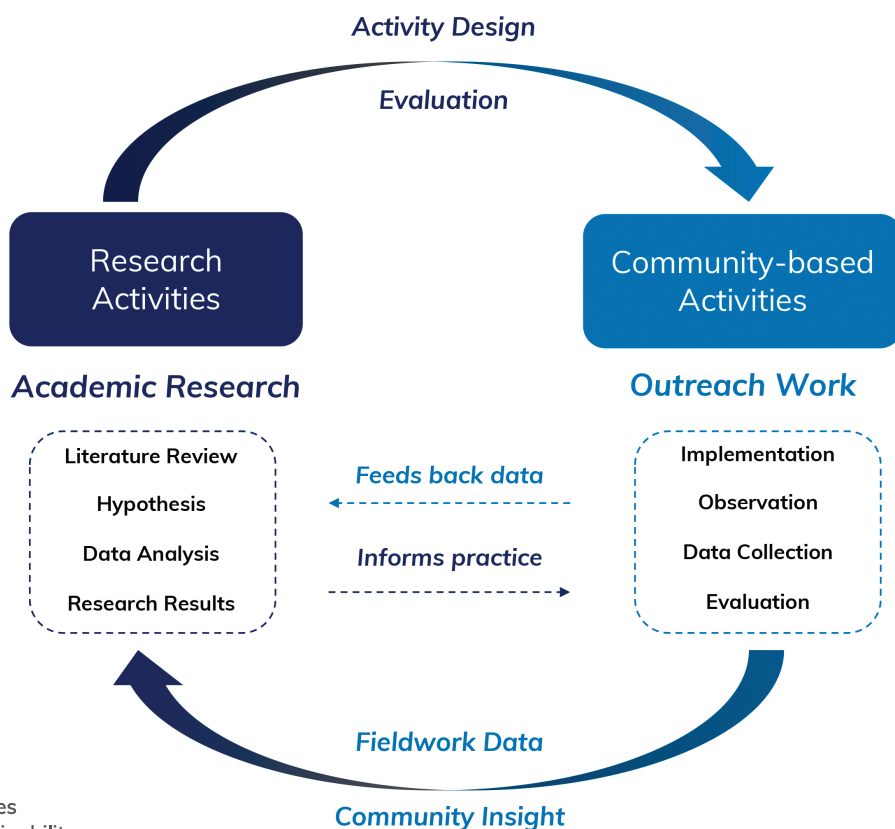 Activity Design
Evaluation
Research
Activities
Community-based
Activities
Academic Research
Outreach Work
Literature Review
Hypothesis
Data Analysis
Research Results
Feeds back data
Informs practice
Implementation
Observation
Data Collection
Evaluation
Fieldwork Data
Community Insight